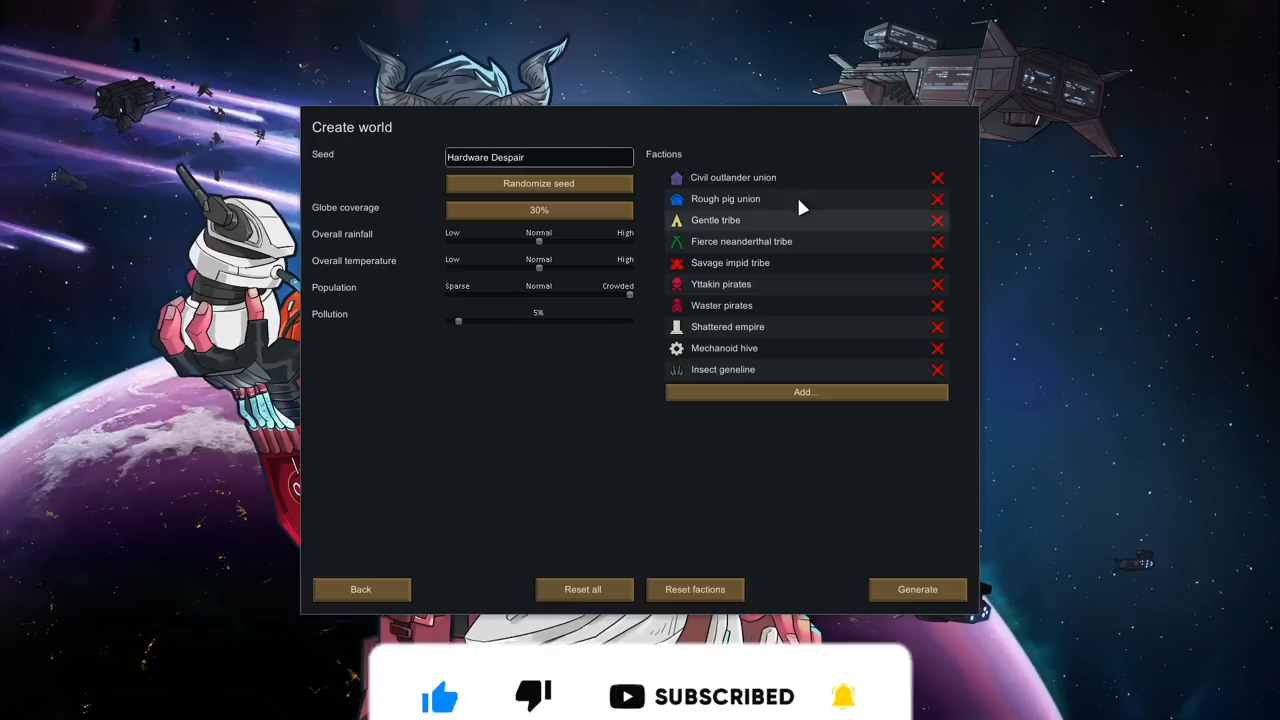 Create world
Seed
Hardware Despair
Randomize seed
Globe coverage
30%
Overall rainfall
Low Normal High
Overall temperature
Low Normal High
Population
Sparse Normal Crowded
Pollution
5%
Factions
Civil outlander union
Rough pig union
Gentle tribe
Fierce neanderthal tribe
Savage impid tribe
Yttakin pirates
Waster pirates
Shattered empire
Mechanoid hive
Insect geneline
Add...
Back
Reset all
Reset factions
Generate
SUBSCRIBED